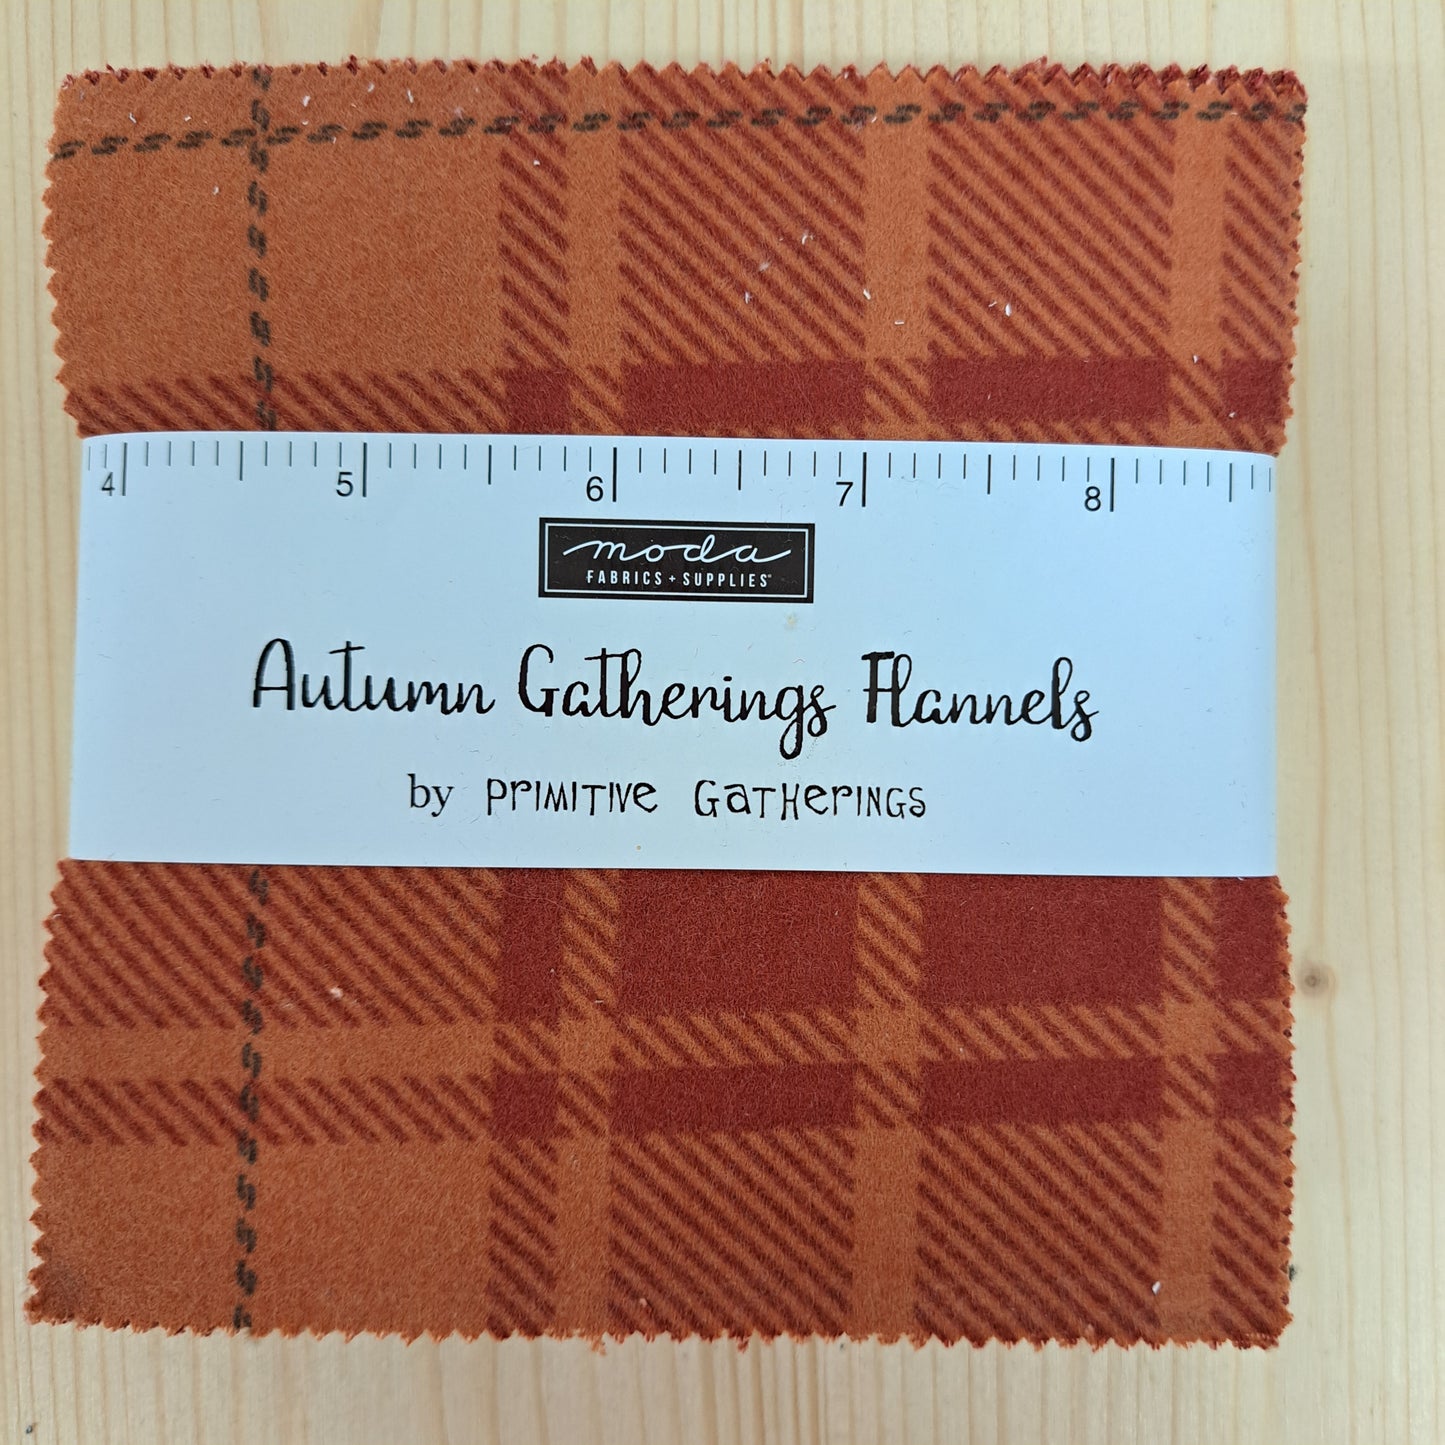 4 5 6 7 8
moda
FABRICS + SUPPLIES
Autumn Gatherings Flannels
by PRIMITIVE GATHERINGS